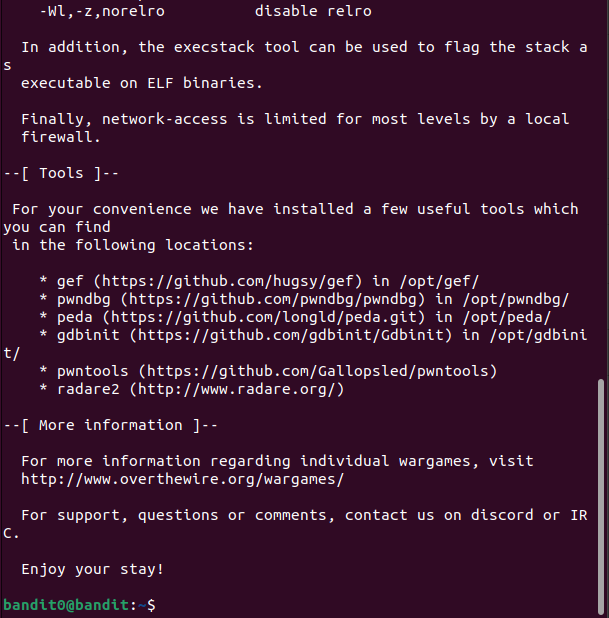 -Wl,-z,norelro          disable relro
  In addition, the execstack tool can be used to flag the stack a
s
  executable on ELF binaries.
  Finally, network-access is limited for most levels by a local
  firewall.
--[ Tools ]--
 For your convenience we have installed a few useful tools which
you can find
 in the following locations:
    * gef (https://github.com/hugsy/gef) in /opt/gef/
    * pwndbg (https://github.com/pwndbg/pwndbg) in /opt/pwndbg/
    * peda (https://github.com/longld/peda.git) in /opt/peda/
    * gdbinit (https://github.com/gdbinit/Gdbinit) in /opt/gdbini
t/
    * pwntools (https://github.com/Gallopsled/pwntools)
    * radare2 (http://www.radare.org/)
--[ More information ]--
  For more information regarding individual wargames, visit
  http://www.overthewire.org/wargames/
  For support, questions or comments, contact us on discord or IR
C.
  Enjoy your stay!
bandit0@bandit:~$